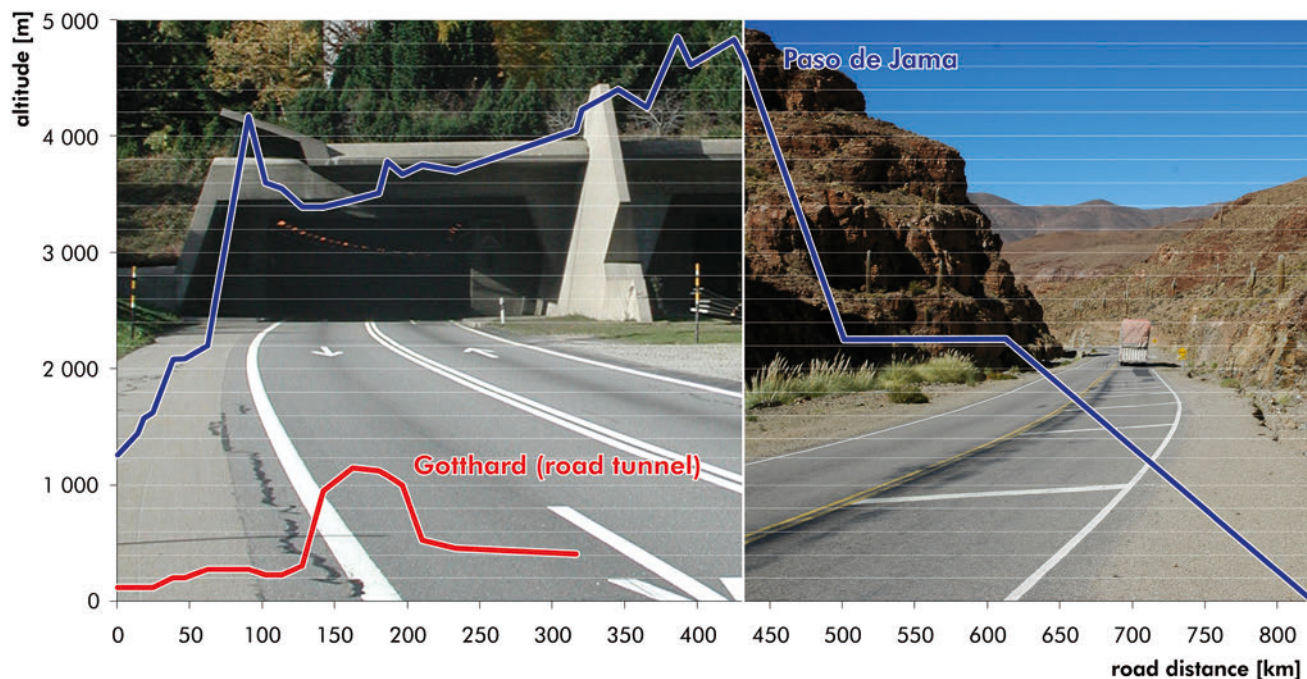 altitude [m]
5 000
4 000
3 000
2 000
1 000
0
Paso de Jama
Gotthard (road tunnel)
0 50 100 150 200 250 300 350 400 450 500 550 600 650 700 750 800
road distance [km]